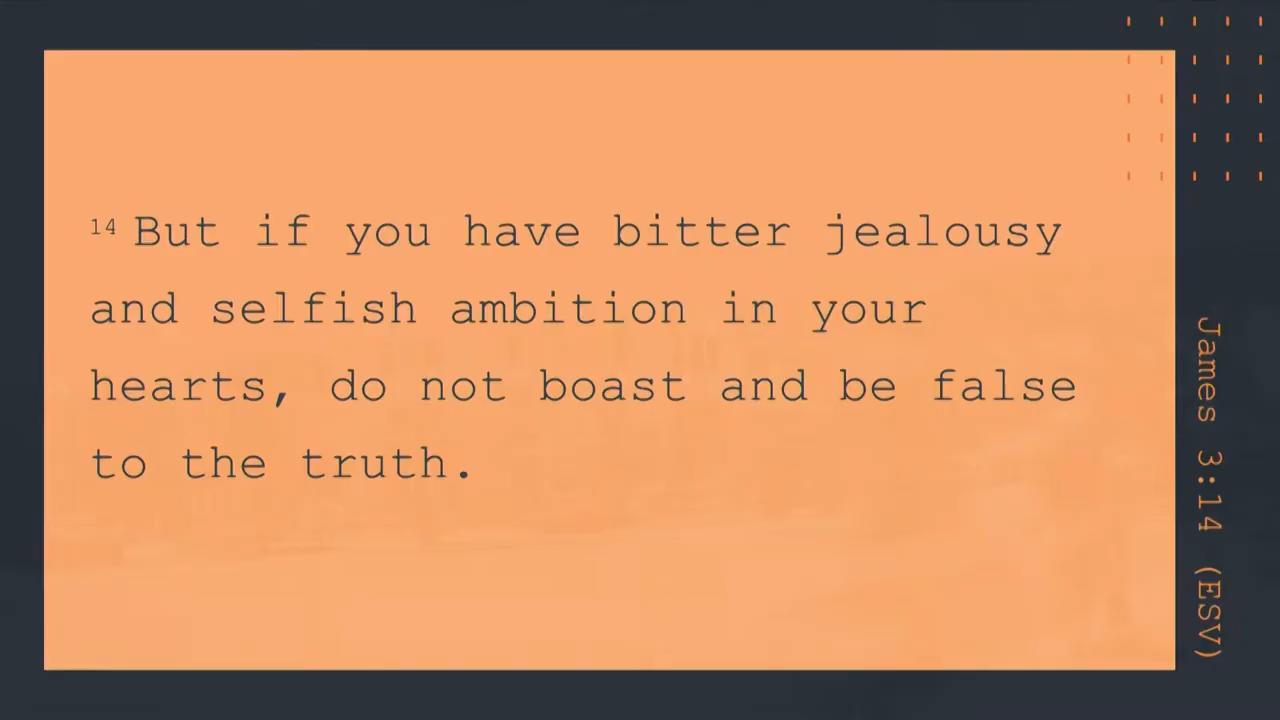 14 But if you have bitter jealousy
and selfish ambition in your
hearts, do not boast and be false
to the truth.
James 3:14 (ESV)